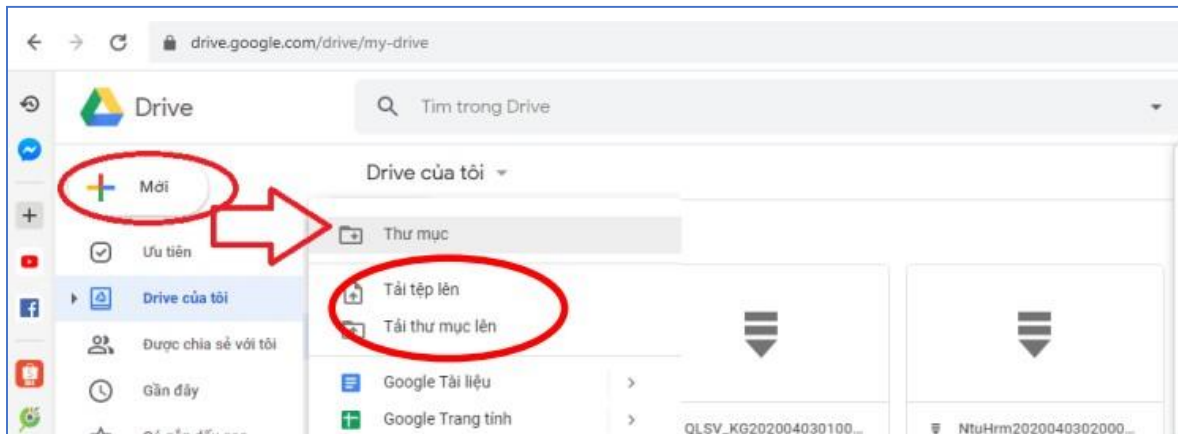 drive.google.com/drive/my-drive
Drive
Tìm trong Drive
Mới
Drive của tôi
Thư mục
Ưu tiên
Tải tệp lên
Drive của tôi
Tải thư mục lên
Được chia sẻ với tôi
Gần đây
Google Tài liệu
Google Trang tính
QLSV_KG202004030100...
NtuHrm2020040302000...